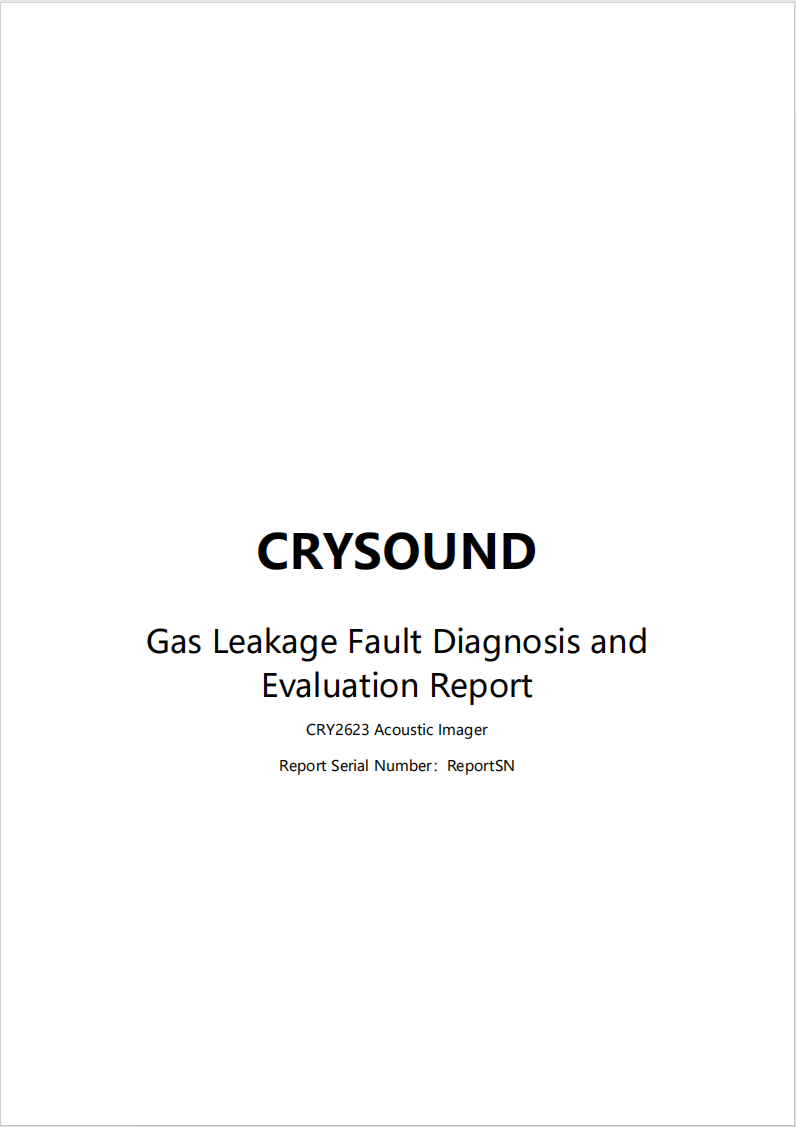 CRYSOUND
Gas Leakage Fault Diagnosis and
Evaluation Report
CRY2623 Acoustic Imager
Report Serial Number：ReportSN